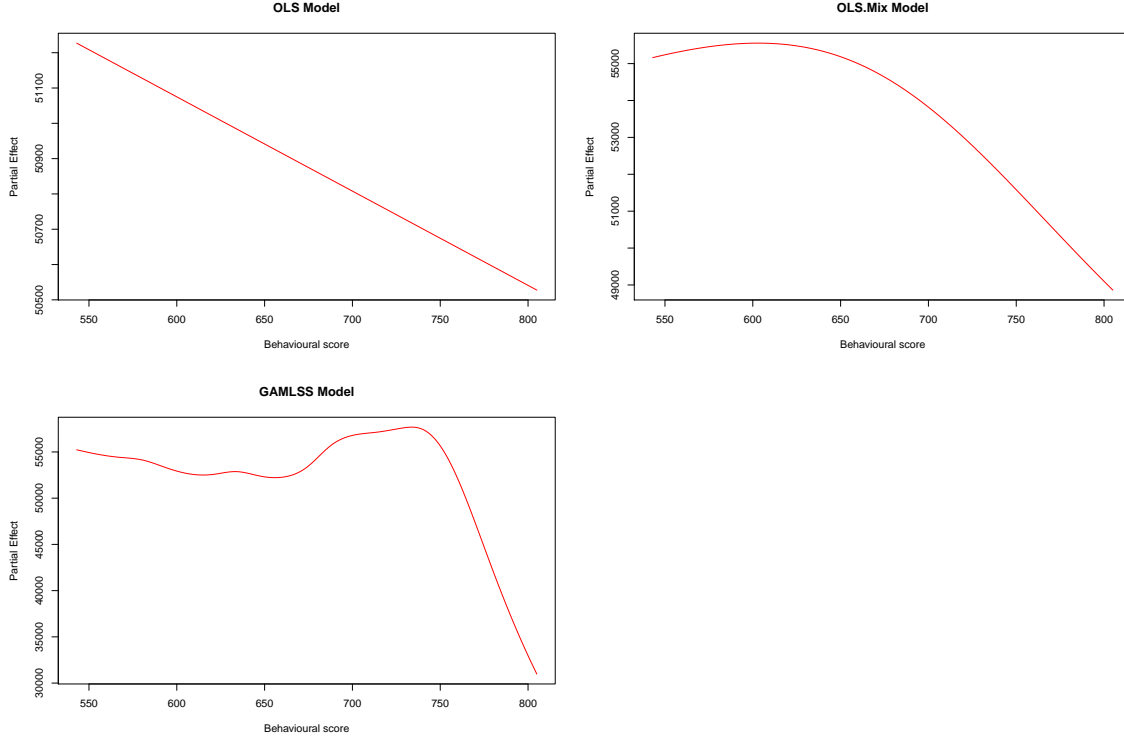 OLS Model
Partial Effect
50500 50700 50900 51100
550 600 650 700 750 800
Behavioural score
OLS.Mix Model
Partial Effect
49000 51000 53000 55000
550 600 650 700 750 800
Behavioural score
GAMLSS Model
Partial Effect
30000 35000 40000 45000 50000 55000
550 600 650 700 750 800
Behavioural score